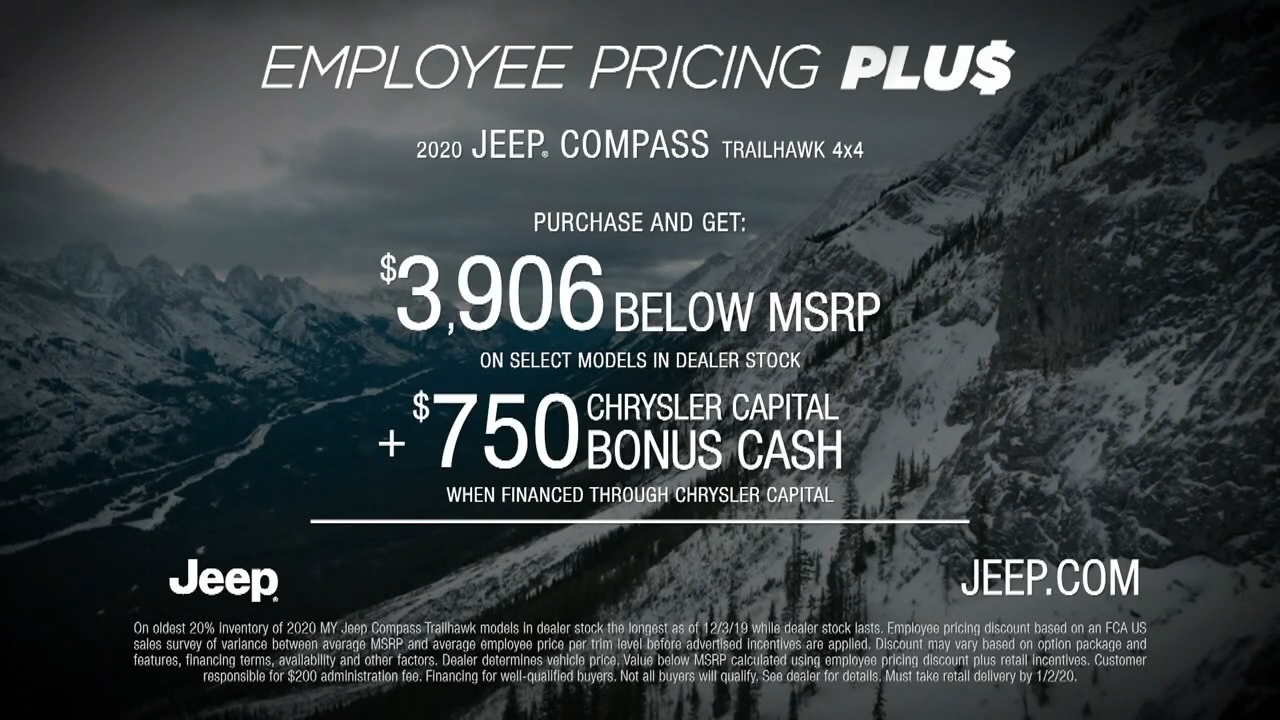 EMPLOYEE PRICING PLU$
2020 JEEP® COMPASS TRAILHAWK 4x4
PURCHASE AND GET:
$3,906 BELOW MSRP
ON SELECT MODELS IN DEALER STOCK
+ $750 CHRYSLER CAPITAL
BONUS CASH
WHEN FINANCED THROUGH CHRYSLER CAPITAL
Jeep®
JEEP.COM
On oldest 20% Inventory of 2020 MY Jeep Compass Trailhawk models in dealer stock the longest as of 12/3/19 while dealer stock lasts. Employee pricing discount based on an FCA US
sales survey of variance between average MSRP and average employee price per trim level before advertised incentives are applied. Discount may vary based on option package and
features, financing terms, availability and other factors. Dealer determines vehicle price. Value below MSRP calculated using employee pricing discount plus retail incentives. Customer
responsible for $200 administration fee. Financing for well-qualified buyers. Not all buyers will qualify. See dealer for details. Must take retail delivery by 1/2/20.